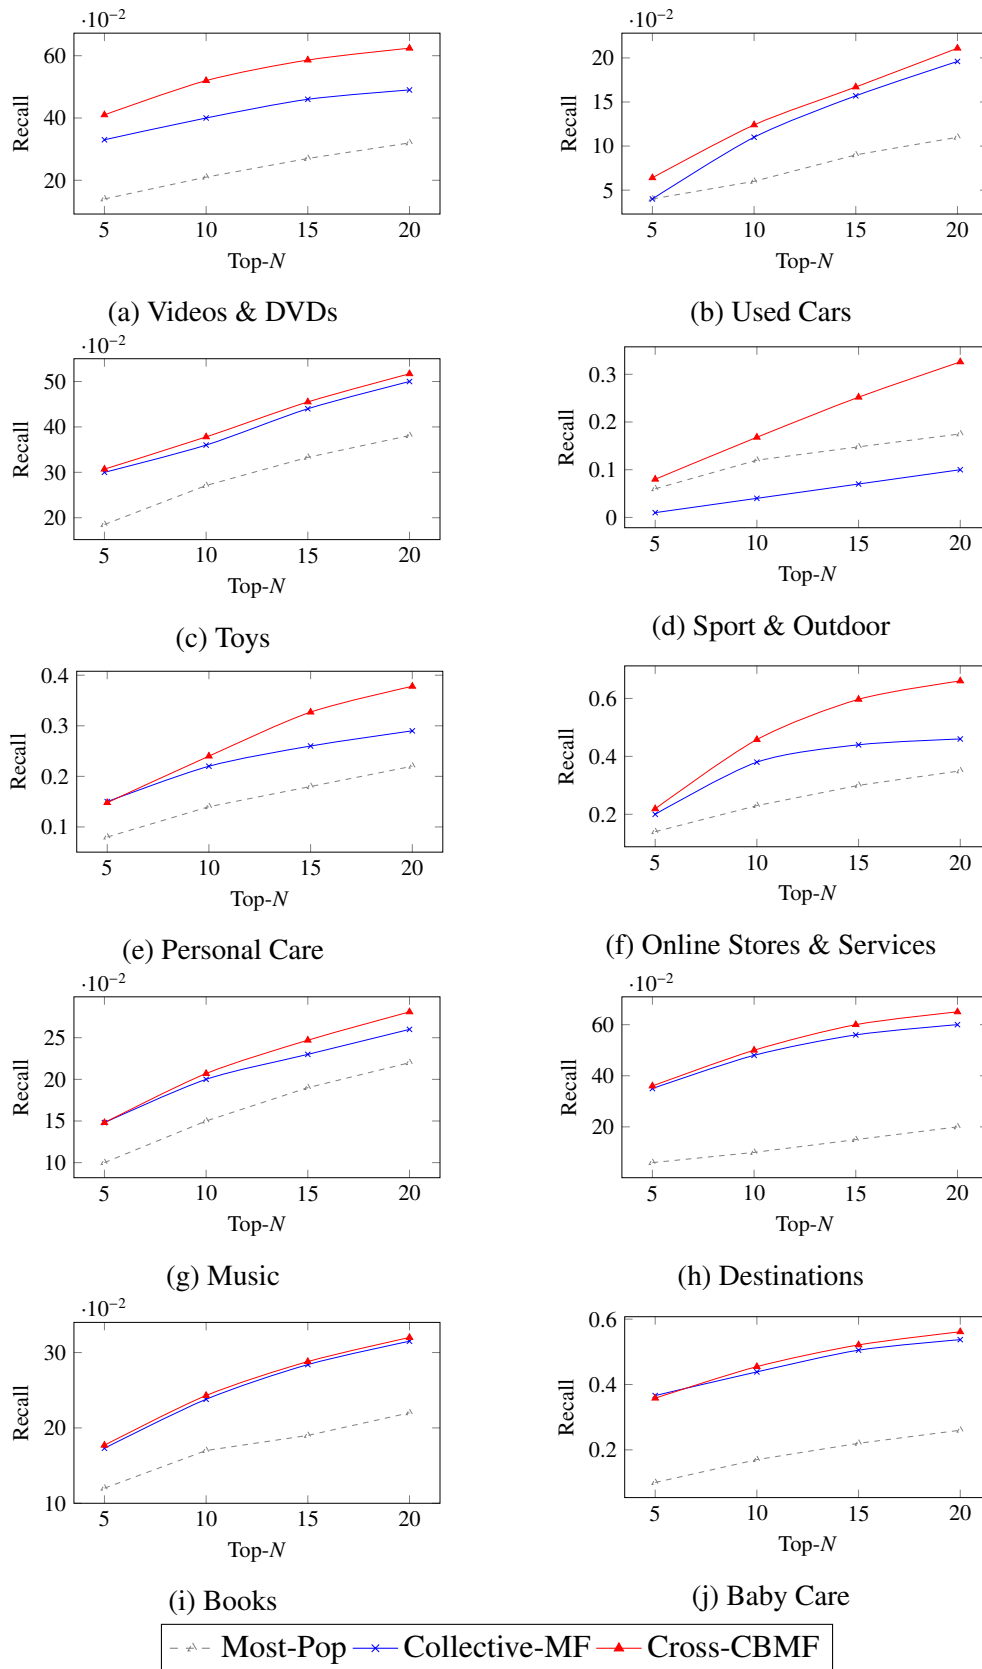 ·10⁻²
60
40
20
Recall
5 10 15 20
Top-N
(a) Videos & DVDs
·10⁻²
20
15
10
5
Recall
5 10 15 20
Top-N
(b) Used Cars
·10⁻²
50
40
30
20
Recall
5 10 15 20
Top-N
(c) Toys
0.3
0.2
0.1
0
Recall
5 10 15 20
Top-N
(d) Sport & Outdoor
0.4
0.3
0.2
0.1
Recall
5 10 15 20
Top-N
(e) Personal Care
0.6
0.4
0.2
Recall
5 10 15 20
Top-N
(f) Online Stores & Services
·10⁻²
25
20
15
10
Recall
5 10 15 20
Top-N
(g) Music
·10⁻²
60
40
20
Recall
5 10 15 20
Top-N
(h) Destinations
·10⁻²
30
20
10
Recall
5 10 15 20
Top-N
(i) Books
0.6
0.4
0.2
Recall
5 10 15 20
Top-N
(j) Baby Care
Most-Pop Collective-MF Cross-CBMF